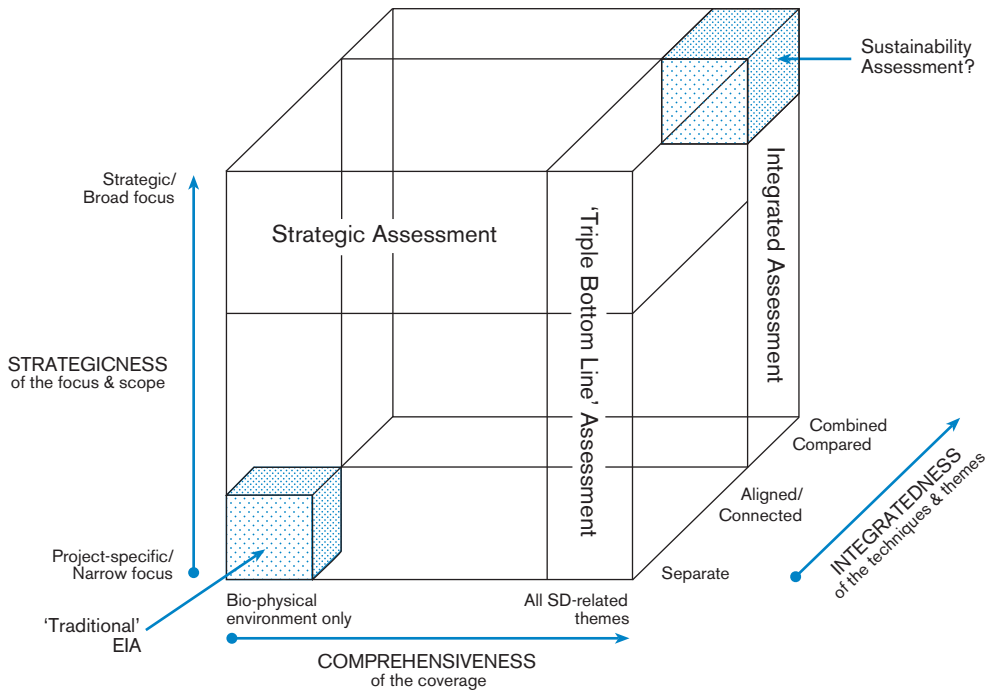 Sustainability
Assessment?
Strategic/
Broad focus
Strategic Assessment
‘Triple Bottom Line’ Assessment
Integrated Assessment
STRATEGICNESS
of the focus & scope
Combined
Compared
Aligned/
Connected
INTEGRATEDNESS
of the techniques & themes
Project-specific/
Narrow focus
Separate
Bio-physical
environment only
All SD-related
themes
‘Traditional’
EIA
COMPREHENSIVENESS
of the coverage